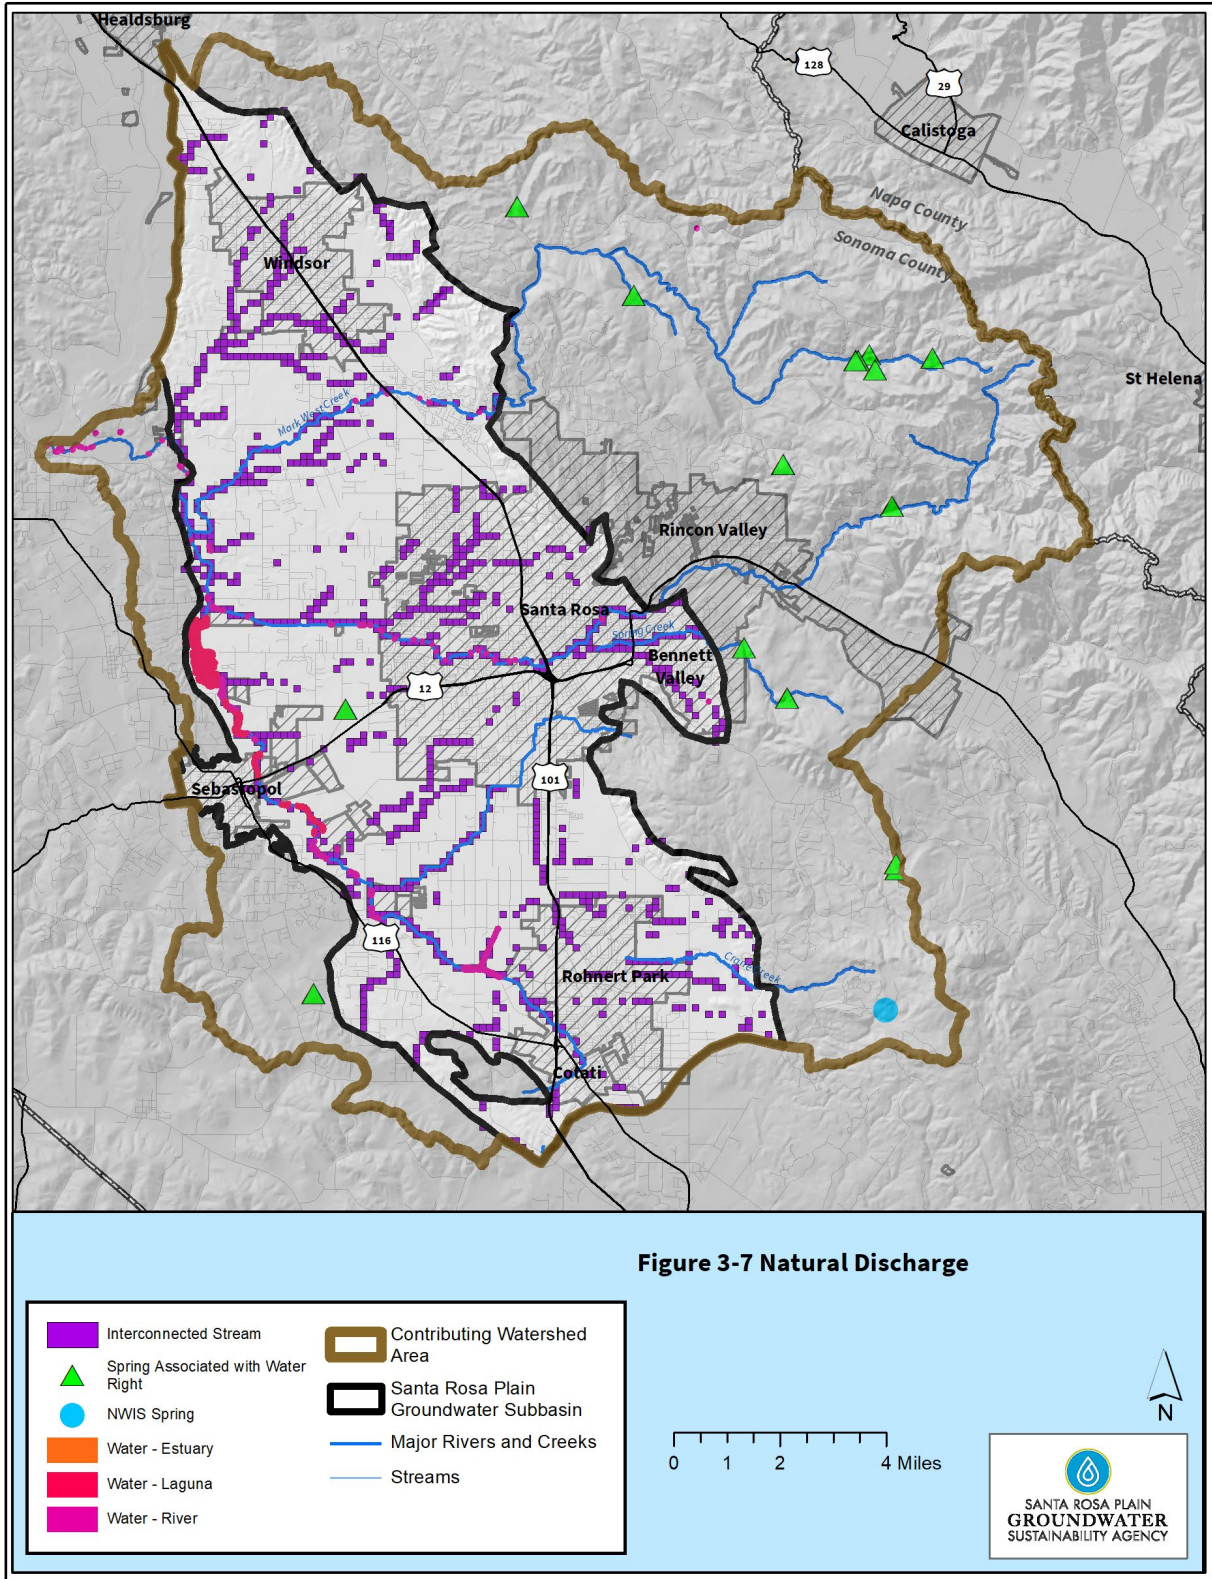 Healdsburg
128
29
Calistoga
Napa County
Sonoma County
Windsor
St Helena
Mark West Creek
Rincon Valley
Santa Rosa
Spring Creek
Bennett
Valley
12
101
Sebastopol
116
Rohnert Park
Crane Creek
Cotati
Figure 3-7 Natural Discharge
Interconnected Stream
Spring Associated with Water
Right
NWIS Spring
Water - Estuary
Water - Laguna
Water - River
Contributing Watershed
Area
Santa Rosa Plain
Groundwater Subbasin
Major Rivers and Creeks
Streams
0 1 2 4 Miles
N
SANTA ROSA PLAIN
GROUNDWATER
SUSTAINABILITY AGENCY